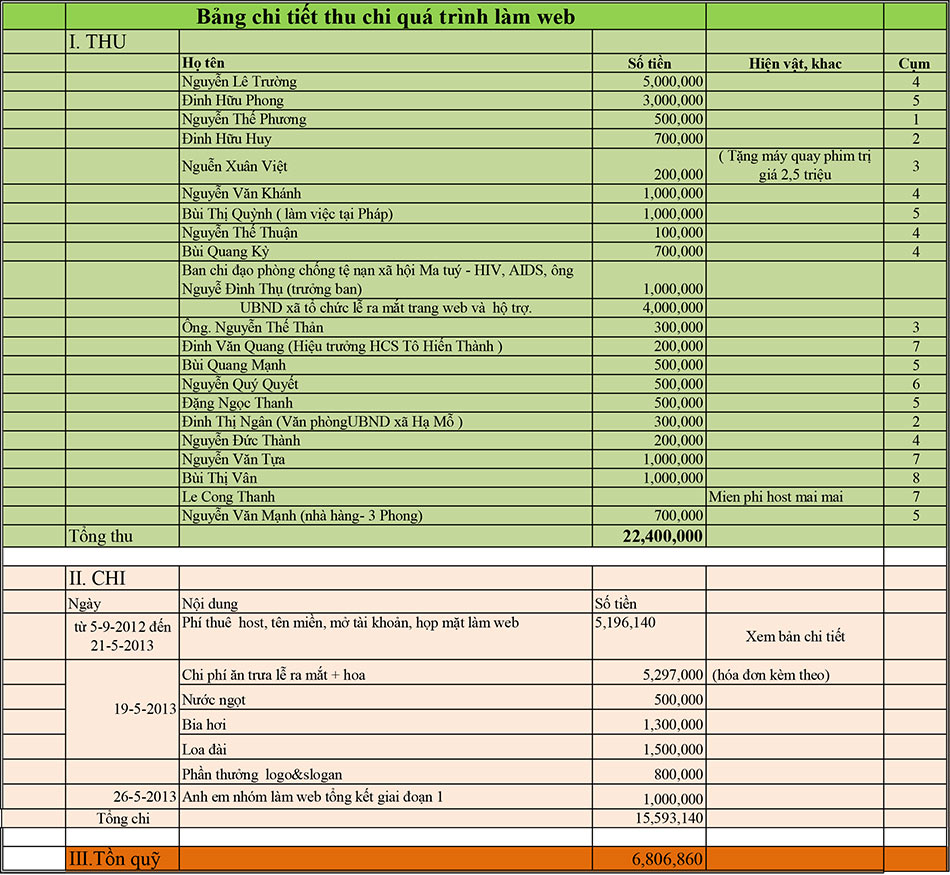 Bảng chi tiết thu chi quá trình làm web
I. THU
Họ tên Số tiền Hiện vật, khac Cụm
Nguyễn Lê Trường 5,000,000 4
Đinh Hữu Phong 3,000,000 5
Nguyễn Thế Phương 500,000 1
Đinh Hữu Huy 700,000 2
Nguễn Xuân Việt 200,000 ( Tặng máy quay phim trị giá 2,5 triệu 3
Nguyễn Văn Khánh 1,000,000 4
Bùi Thị Quỳnh ( làm việc tại Pháp) 1,000,000 5
Nguyễn Thế Thuận 100,000 4
Bùi Quang Kỳ 700,000 4
Ban chi đạo phòng chống tệ nạn xã hội Ma tuý - HIV, AIDS, ông
Nguyễ Đình Thụ (trưởng ban) 1,000,000
UBND xã tổ chức lễ ra mắt trang web và hộ trợ. 4,000,000
Ông. Nguyễn Thế Thản 300,000 3
Đinh Văn Quang (Hiệu trưởng HCS Tô Hiến Thành ) 200,000 7
Bùi Quang Mạnh 500,000 5
Nguyễn Quý Quyết 500,000 6
Đặng Ngọc Thanh 500,000 5
Đinh Thị Ngân (Văn phòngUBND xã Hạ Mỗ ) 300,000 2
Nguyễn Đức Thành 200,000 4
Nguyễn Văn Tựa 1,000,000 7
Bùi Thị Vân 1,000,000 8
Le Cong Thanh Mien phi host mai mai 7
Nguyễn Văn Mạnh (nhà hàng- 3 Phong) 700,000 5
Tổng thu 22,400,000
II. CHI
Ngày Nội dung Số tiền
từ 5-9-2012 đến 21-5-2013 Phí thuê host, tên miền, mở tài khoản, họp mặt làm web 5,196,140 Xem bản chi tiết
19-5-2013 Chi phí ăn trưa lễ ra mắt + hoa 5,297,000 (hóa đơn kèm theo)
Nước ngọt 500,000
Bia hơi 1,300,000
Loa đài 1,500,000
Phần thưởng logo&slogan 800,000
26-5-2013 Anh em nhóm làm web tổng kết giai đoạn 1 1,000,000
Tổng chi 15,593,140
III.Tồn quỹ 6,806,860